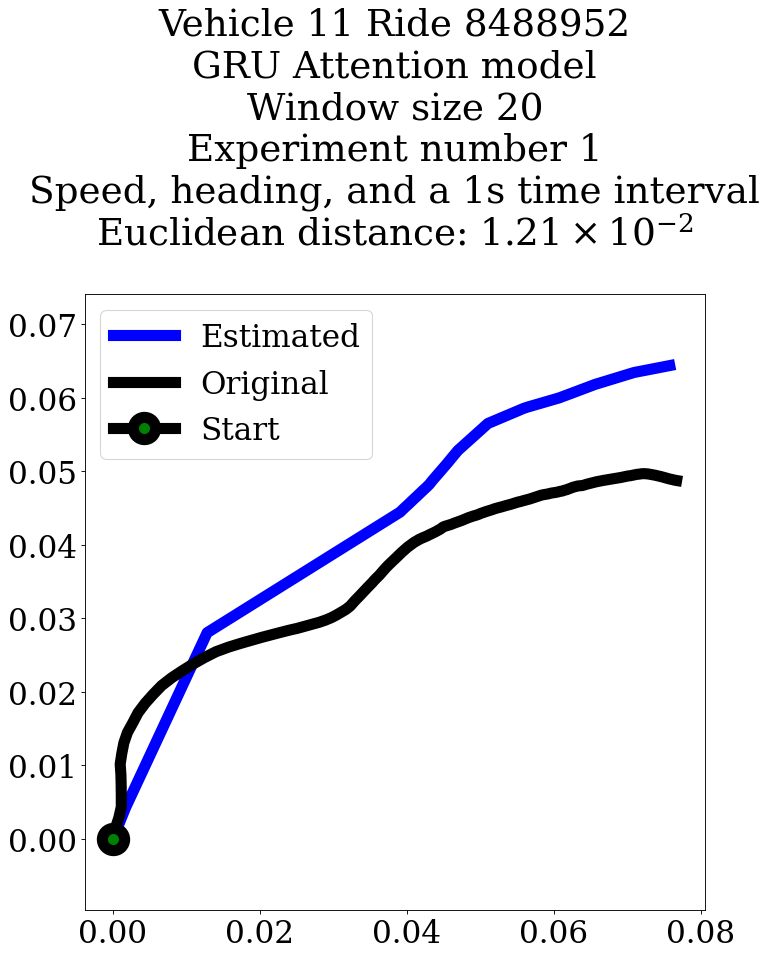 Vehicle 11 Ride 8488952
GRU Attention model
Window size 20
Experiment number 1
Speed, heading, and a 1s time interval
Euclidean distance: 1.21 × 10⁻²
Estimated
Original
Start
0.07
0.06
0.05
0.04
0.03
0.02
0.01
0.00
0.00 0.02 0.04 0.06 0.08